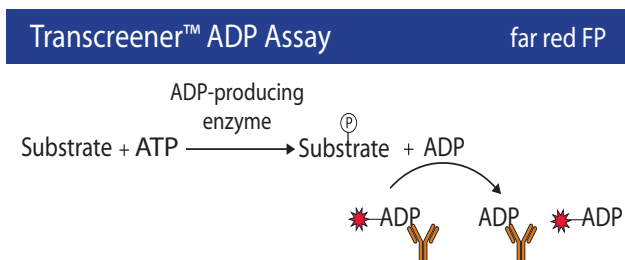 Transcreener™ ADP Assay far red FP
ADP-producing
enzyme
P
Substrate + ATP Substrate + ADP
ADP ADP ADP